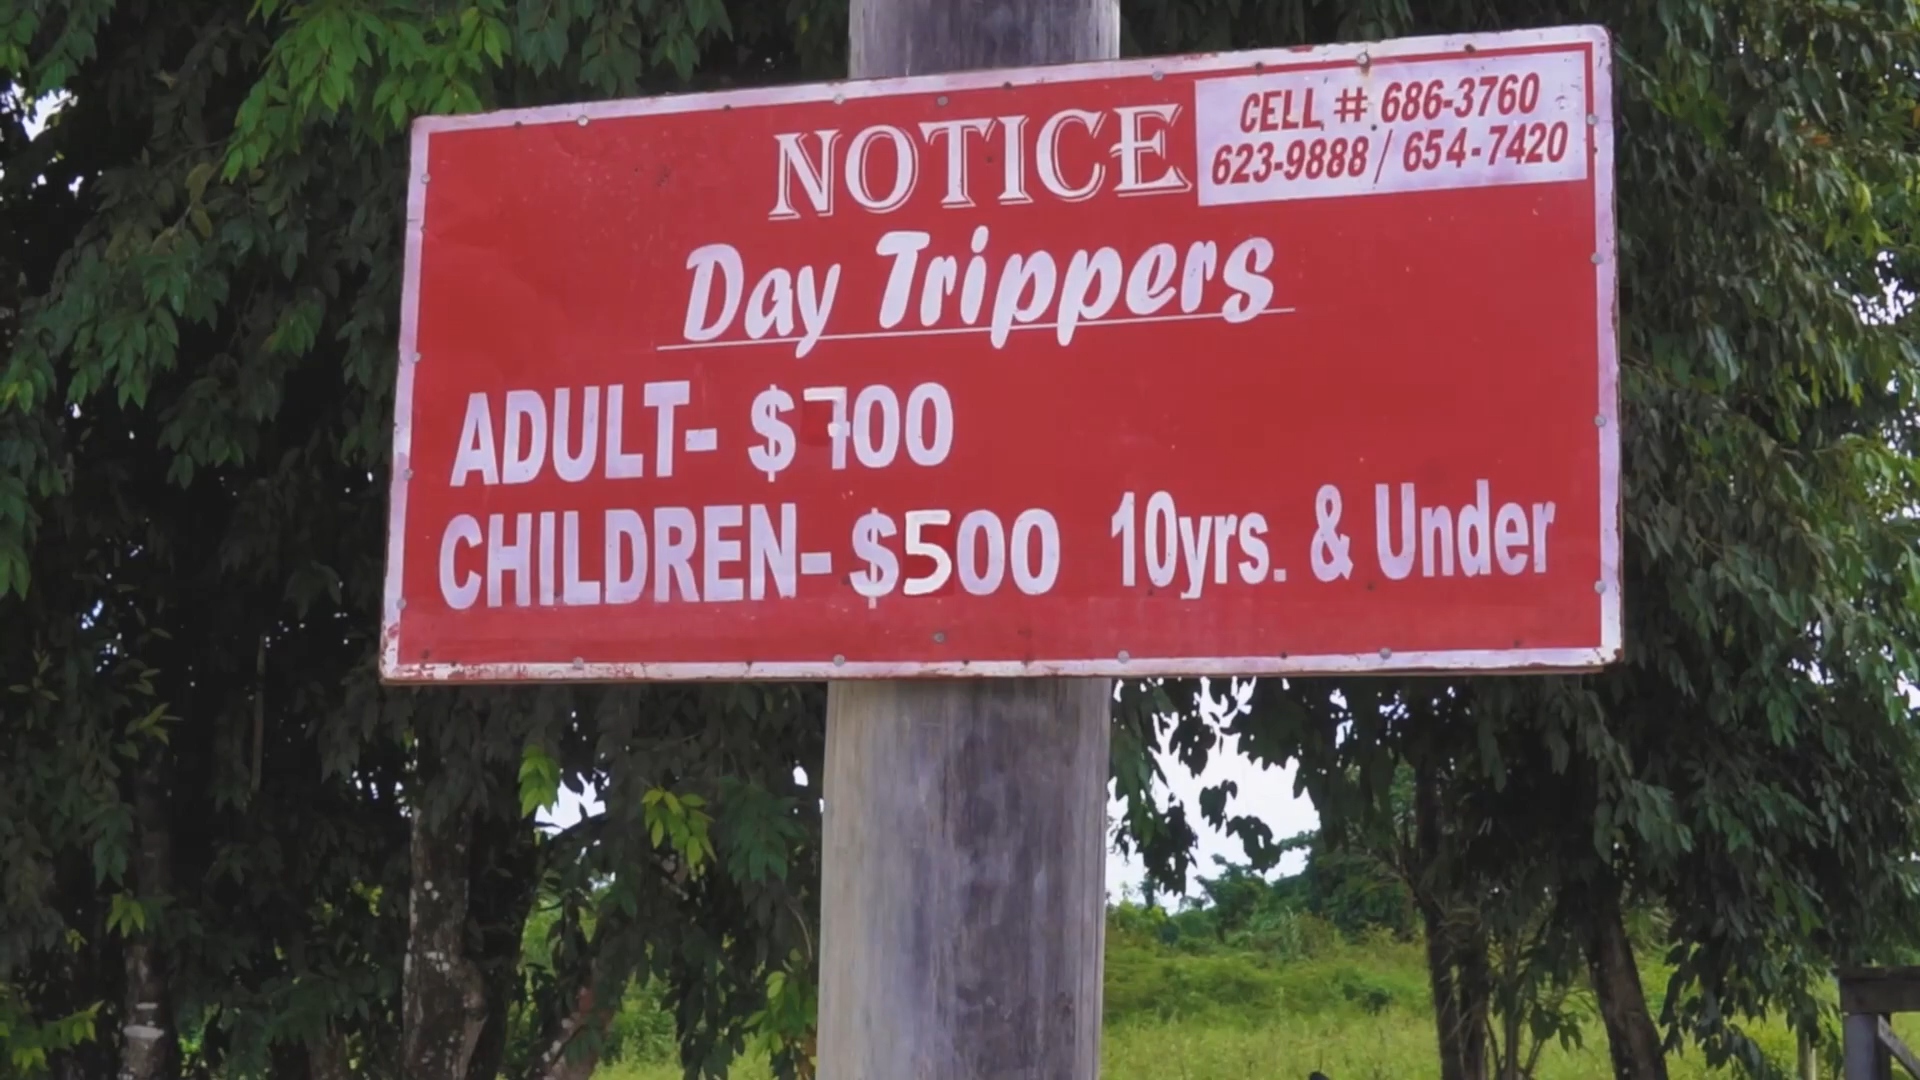 NOTICE
CELL # 686-3760
623-9888 / 654-7420
Day Trippers
ADULT- $700
CHILDREN- $500 10yrs. & Under